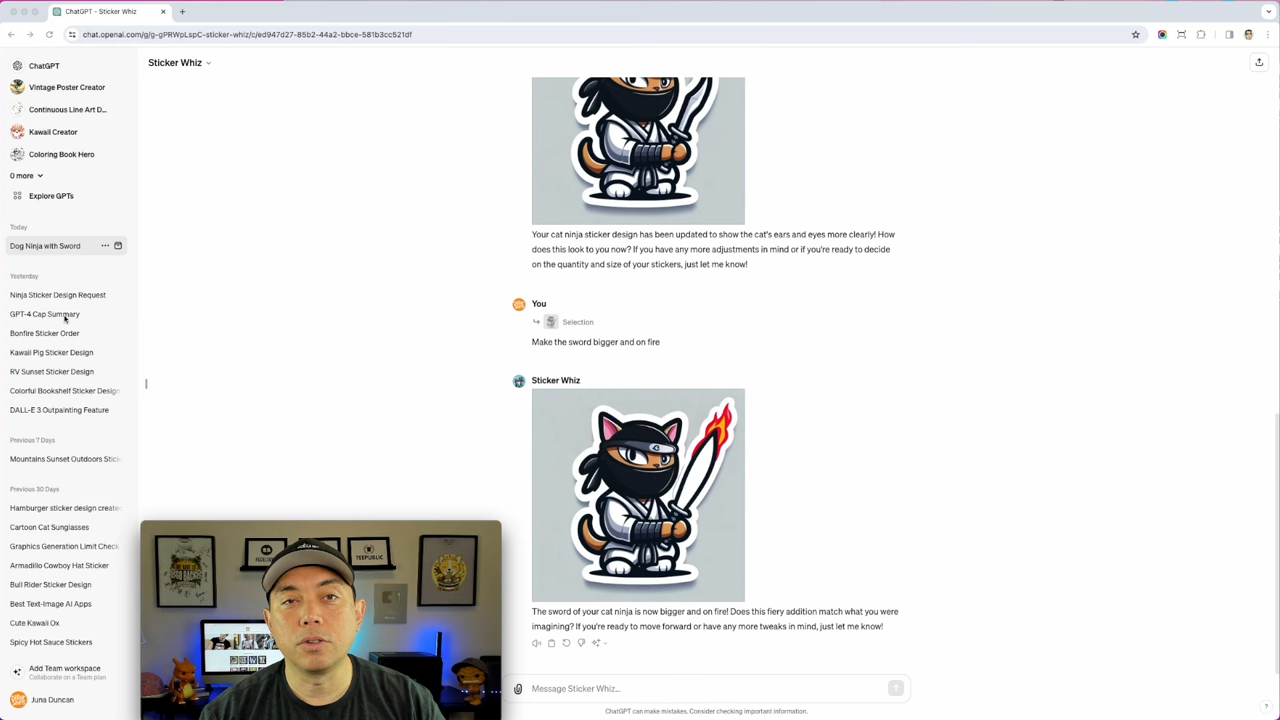 ChatGPT - Sticker Whiz
chat.openai.com/g/g-gPRWpLspC-sticker-whiz/c/ed947d27-85b2-44a2-bbce-581b3cc521df
ChatGPT
Vintage Poster Creator
Continuous Line Art D...
Kawaii Creator
Coloring Book Hero
0 more
Explore GPTs
Today
Dog Ninja with Sword
Yesterday
Ninja Sticker Design Request
GPT-4 Cap Summary
Bonfire Sticker Order
Kawaii Pig Sticker Design
RV Sunset Sticker Design
Colorful Bookshelf Sticker Design
DALL-E 3 Outpainting Feature
Previous 7 Days
Mountains Sunset Outdoors Stick
Previous 30 Days
Hamburger sticker design create
Cartoon Cat Sunglasses
Graphics Generation Limit Check
Armadillo Cowboy Hat Sticker
Bull Rider Sticker Design
Best Text-Image AI Apps
Cute Kawaii Ox
Spicy Hot Sauce Stickers
Add Team workspace
Collaborate on a Team plan
Juna Duncan
Sticker Whiz
Your cat ninja sticker design has been updated to show the cat's ears and eyes more clearly! How
does this look to you now? If you have any more adjustments in mind or if you're ready to decide
on the quantity and size of your stickers, just let me know!
You
Selection
Make the sword bigger and on fire
Sticker Whiz
The sword of your cat ninja is now bigger and on fire! Does this fiery addition match what you were
imagining? If you're ready to move forward or have any more tweaks in mind, just let me know!
TEEPUBLIC
Message Sticker Whiz...
ChatGPT can make mistakes. Consider checking important information.
?